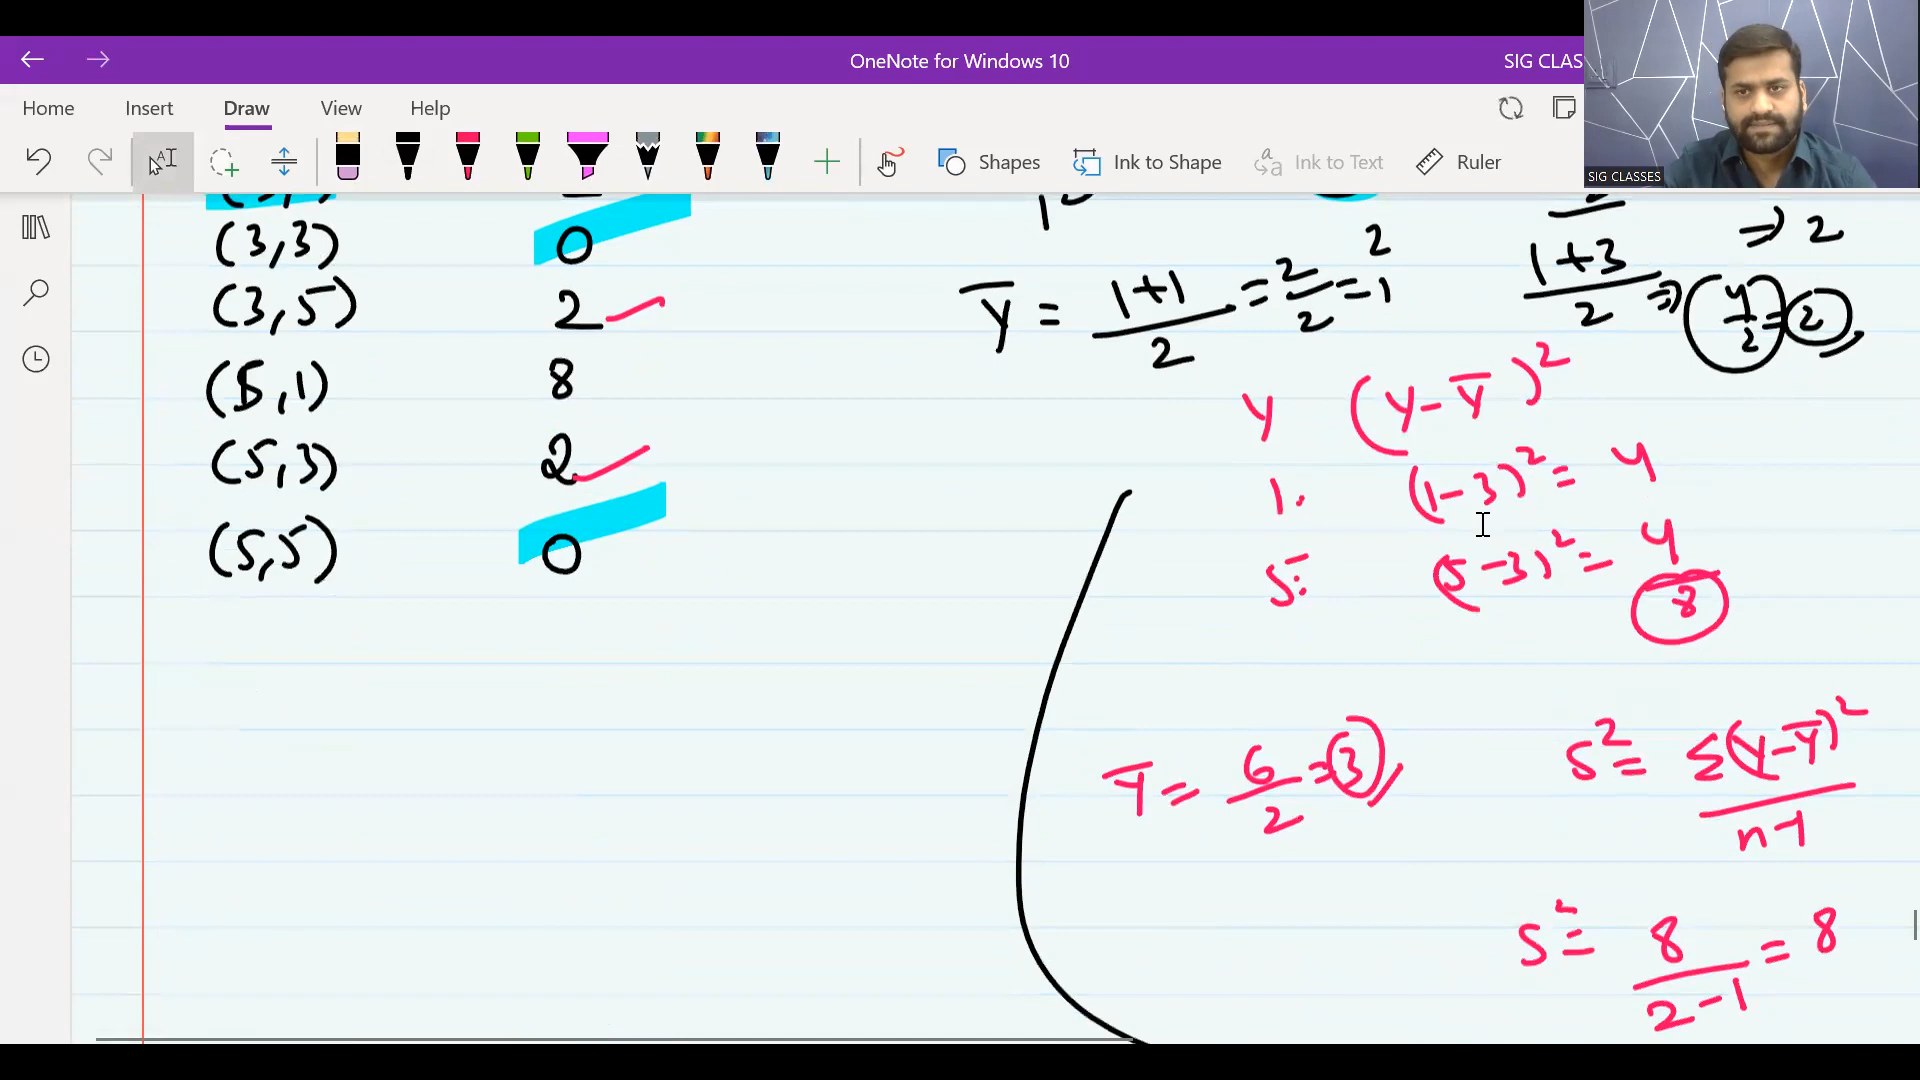 OneNote for Windows 10
SIG CLAS
Home Insert Draw View Help
Shapes Ink to Shape Ink to Text Ruler
SIG CLASSES
(3,3) 0
(3,5) 2
(5,1) 8
(5,3) 2
(5,5) 0
2
⇒ 2
y̅ = 1+1/2 = 2/2 = 1
1+3/2 ⇒ 4/2 = 2
y (y-y̅)²
1. (1-3)² = 4
5: (5-3)² = 4
8
y̅ = 6/2 = 3
S² = Σ(y-y̅)²/n-1
S² = 8/2-1 = 8